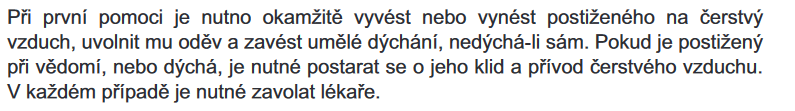 Při první pomoci je nutno okamžitě vyvést nebo vynést postiženého na čerstvý
vzduch, uvolnit mu oděv a zavést umělé dýchání, nedýchá-li sám. Pokud je postižený
při vědomí, nebo dýchá, je nutné postarat se o jeho klid a přívod čerstvého vzduchu.
V každém případě je nutné zavolat lékaře.